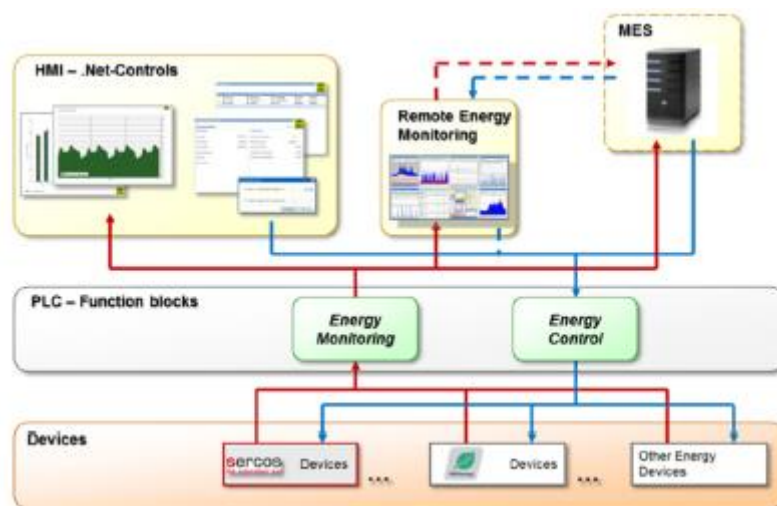 HMI – .Net-Controls
MES
Remote Energy
Monitoring
PLC – Function blocks
Energy
Monitoring
Energy
Control
Devices
sercos
Devices
...
Devices
...
Other Energy
Devices